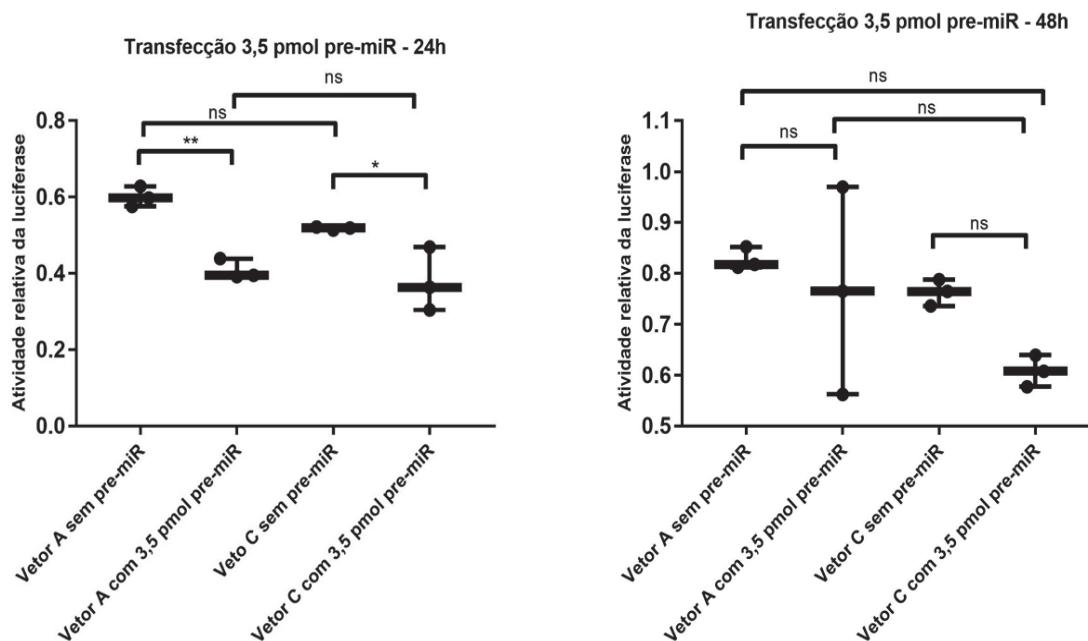 Transfecção 3,5 pmol pre-miR - 24h
ns
ns
**
*
Atividade relativa da luciferase
0.8
0.6
0.4
0.2
0.0
Vetor A sem pre-miR
Vetor A com 3,5 pmol pre-miR
Veto C sem pre-miR
Vetor C com 3,5 pmol pre-miR
Transfecção 3,5 pmol pre-miR - 48h
ns
ns
ns
ns
Atividade relativa da luciferase
1.1
1.0
0.9
0.8
0.7
0.6
0.5
Vetor A sem pre-miR
Vetor A com 3,5 pmol pre-miR
Vetor C sem pre-miR
Vetor C com 3,5 pmol pre-miR